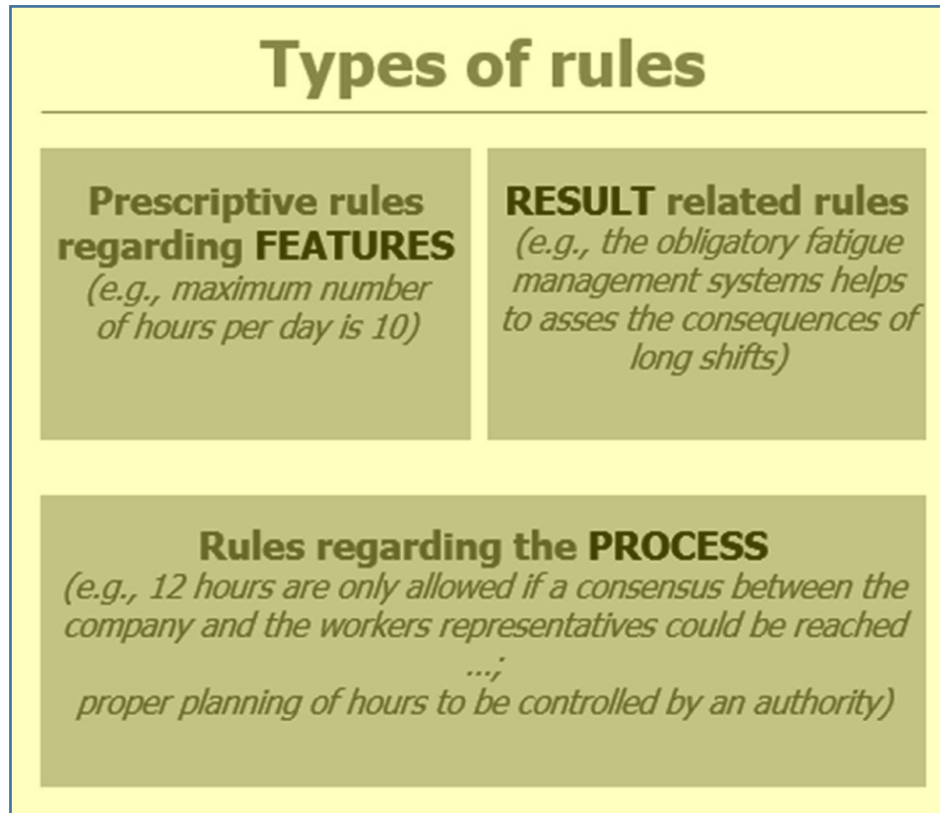 Types of rules
Prescriptive rules
regarding FEATURES
(e.g., maximum number
of hours per day is 10)
RESULT related rules
(e.g., the obligatory fatigue
management systems helps
to asses the consequences of
long shifts)
Rules regarding the PROCESS
(e.g., 12 hours are only allowed if a consensus between the
company and the workers representatives could be reached
...;
proper planning of hours to be controlled by an authority)